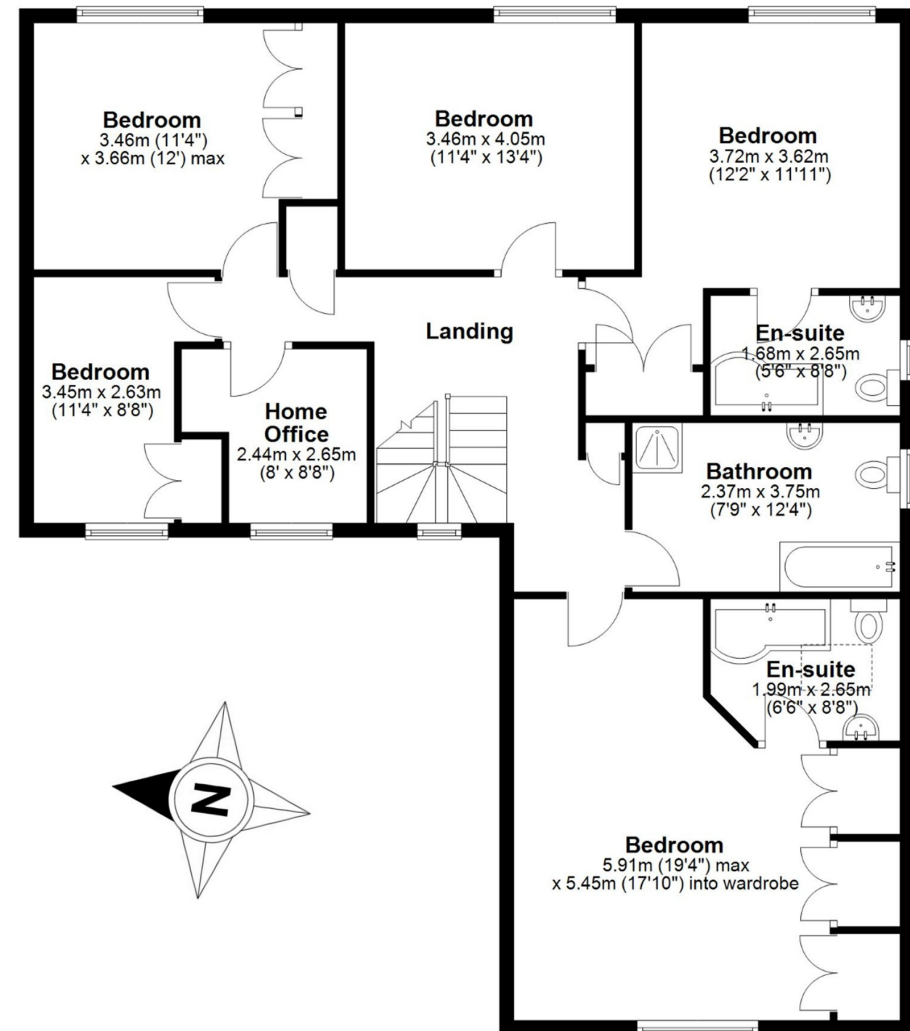 Bedroom
3.46m (11'4")
x 3.66m (12') max
Bedroom
3.46m x 4.05m
(11'4" x 13'4")
Bedroom
3.72m x 3.62m
(12'2" x 11'11")
Landing
En-suite
1.68m x 2.65m
(5'6" x 8'8")
Bedroom
3.45m x 2.63m
(11'4" x 8'8")
Home
Office
2.44m x 2.65m
(8' x 8'8")
Bathroom
2.37m x 3.75m
(7'9" x 12'4")
En-suite
1.99m x 2.65m
(6'6" x 8'8")
N
Bedroom
5.91m (19'4") max
x 5.45m (17'10") into wardrobe